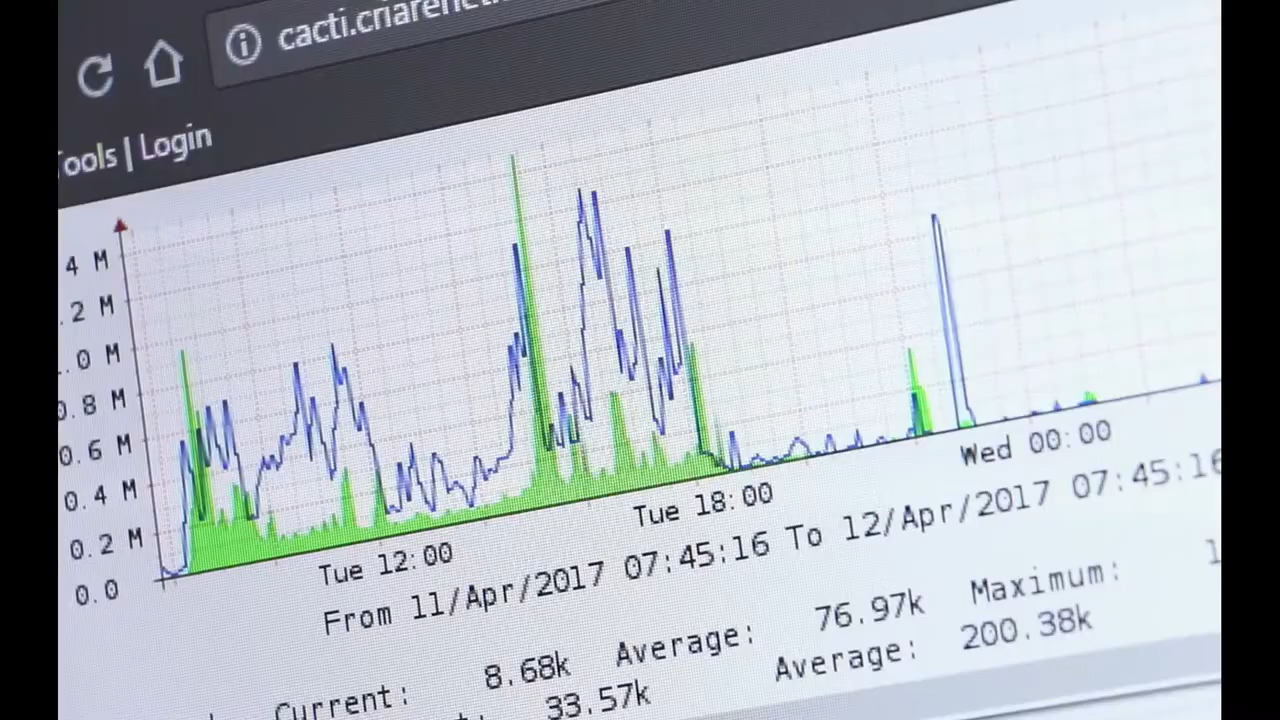 cacti.criarenet.
Tools | Login
4 M
.2 M
.0 M
0.8 M
0.6 M
0.4 M
0.2 M
0.0
Tue 12:00 Tue 18:00 Wed 00:00
From 11/Apr/2017 07:45:16 To 12/Apr/2017 07:45:16
Current: 8.68k Average: 76.97k Maximum: 1
t: 33.57k Average: 200.38k